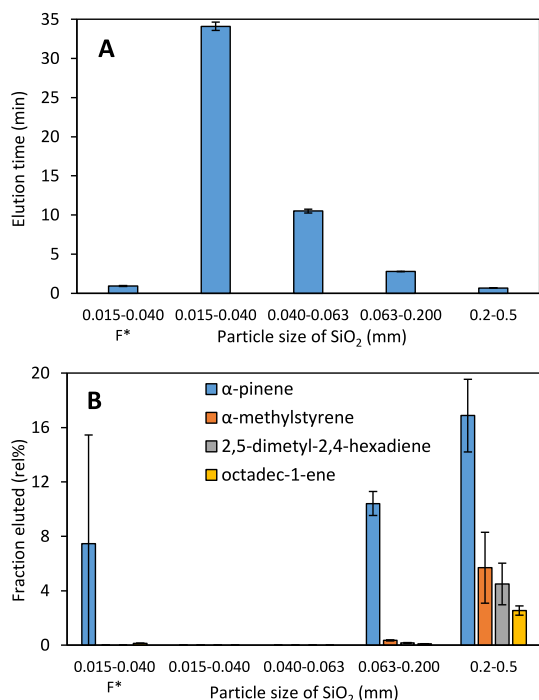 A
Elution time (min)
35
30
25
20
15
10
5
0
0.015-0.040 0.015-0.040 0.040-0.063 0.063-0.200 0.2-0.5
F*
Particle size of SiO₂ (mm)
B
Fraction eluted (rel%)
20
16
12
8
4
0
α-pinene
α-methylstyrene
2,5-dimetyl-2,4-hexadiene
octadec-1-ene
0.015-0.040 0.015-0.040 0.040-0.063 0.063-0.200 0.2-0.5
F*
Particle size of SiO₂ (mm)